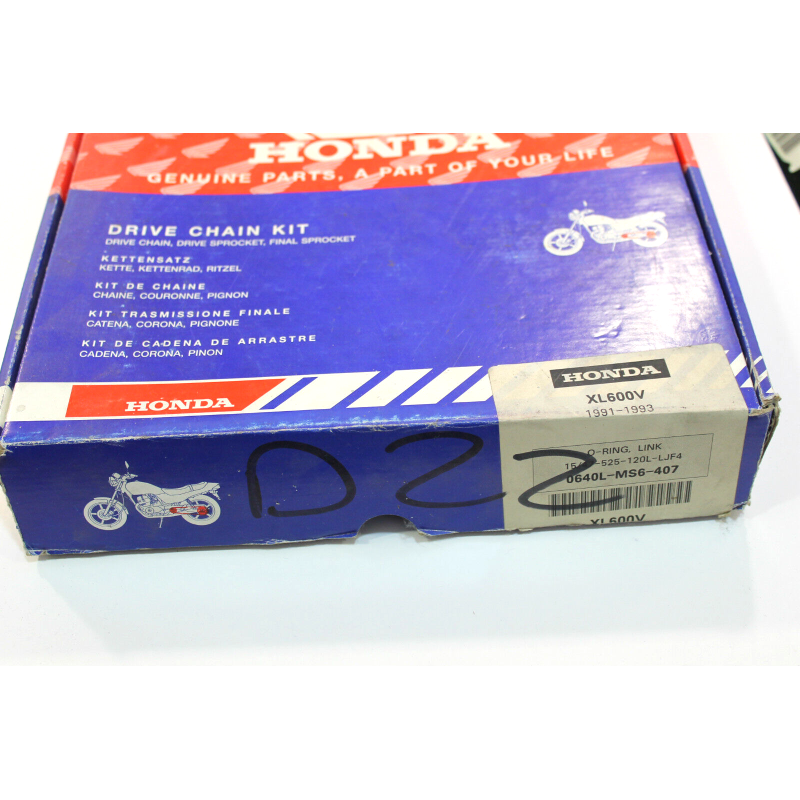 HONDA
GENUINE PARTS, A PART OF YOUR LIFE
DRIVE CHAIN KIT
DRIVE CHAIN, DRIVE SPROCKET, FINAL SPROCKET
KETTENSATZ
KETTE, KETTENRAD, RITZEL
KIT DE CHAINE
CHAINE, COURONNE, PIGNON
KIT TRASMISSIONE FINALE
CATENA, CORONA, PIGNONE
KIT DE CADENA DE ARRASTRE
CADENA, CORONA, PINON
HONDA
HONDA
XL600V
1991-1993
O-RING, LINK
525-120L-LJF4
0640L-MS6-407
XL600V
DZZ